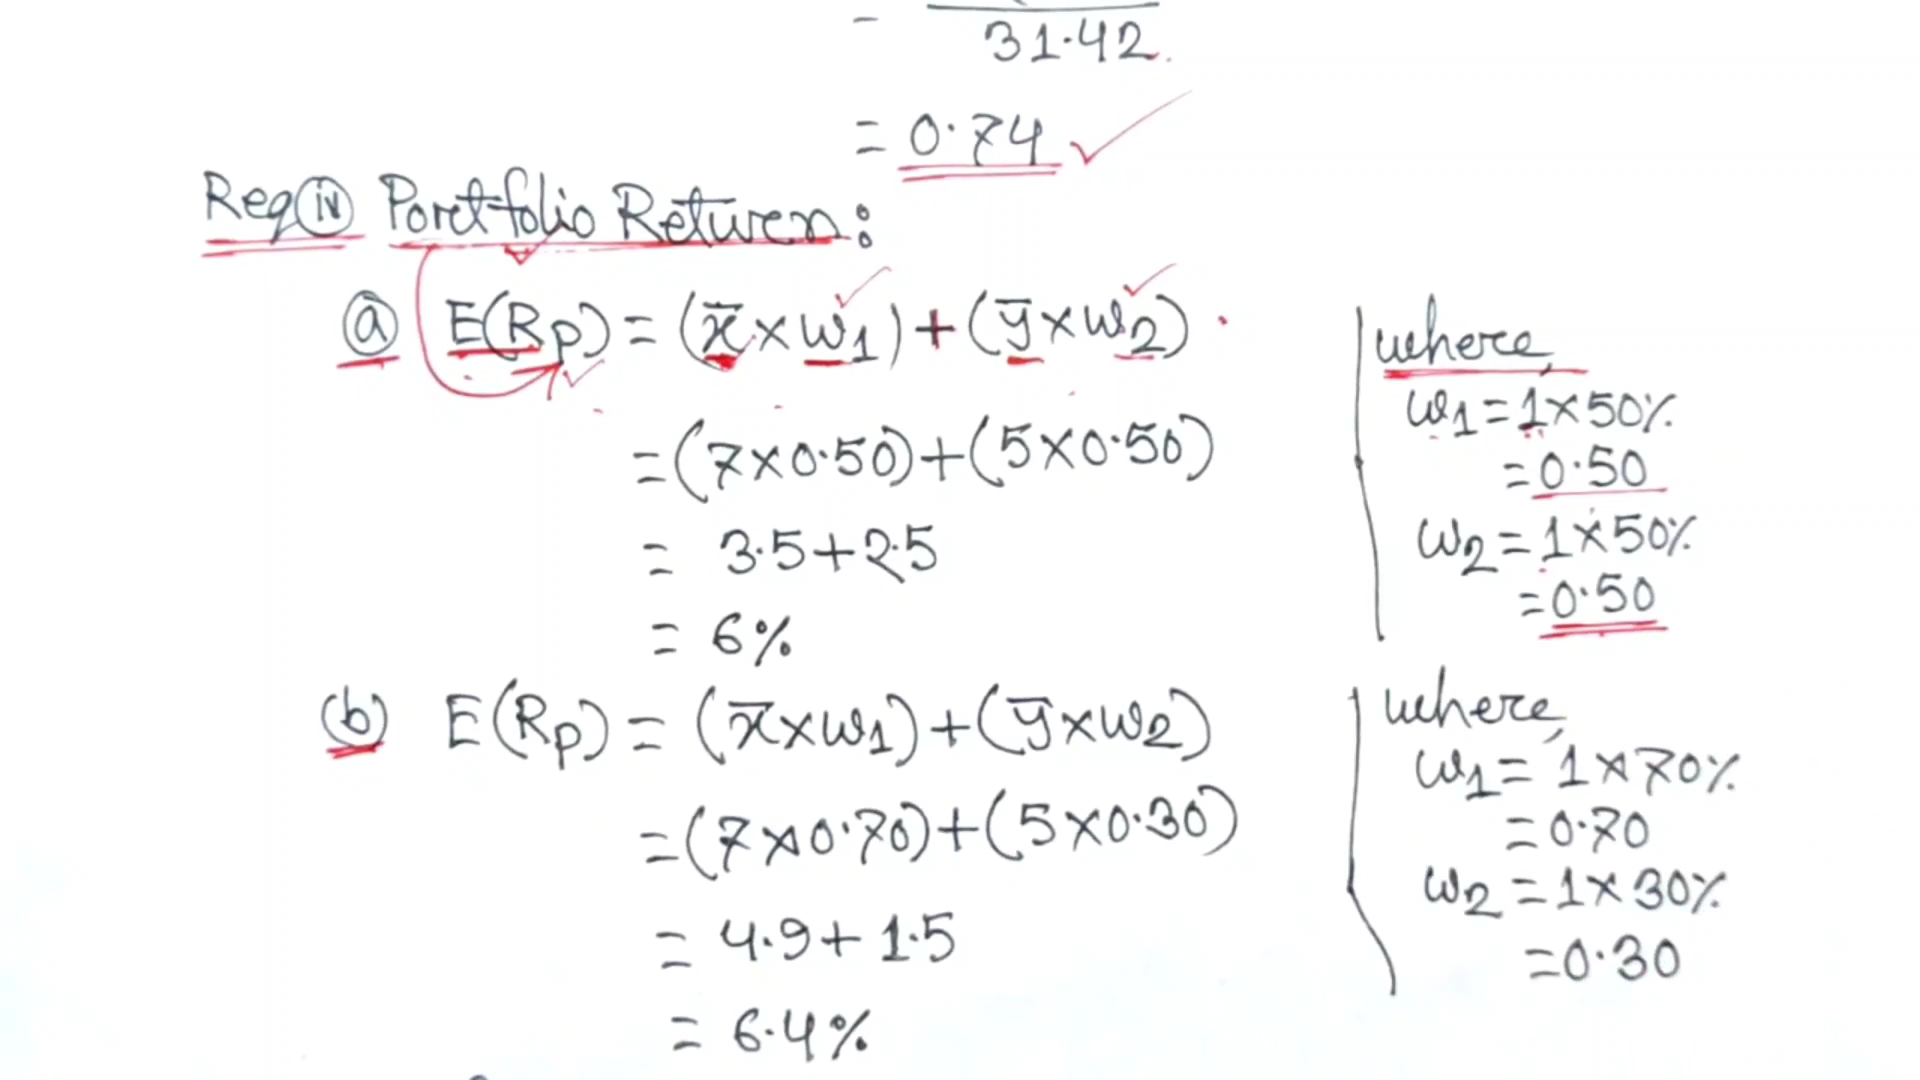 = 31.42
= 0.74
Req (iv) Portfolio Return:
(a) E(Rp) = (x̄ × w1) + (ȳ × w2)
= (7×0.50) + (5×0.50)
= 3.5 + 2.5
= 6%
where,
w1 = 1×50%
= 0.50
w2 = 1×50%
= 0.50
(b) E(Rp) = (x̄ × w1) + (ȳ × w2)
= (7×0.70) + (5×0.30)
= 4.9 + 1.5
= 6.4%
where,
w1 = 1×70%
= 0.70
w2 = 1×30%
= 0.30